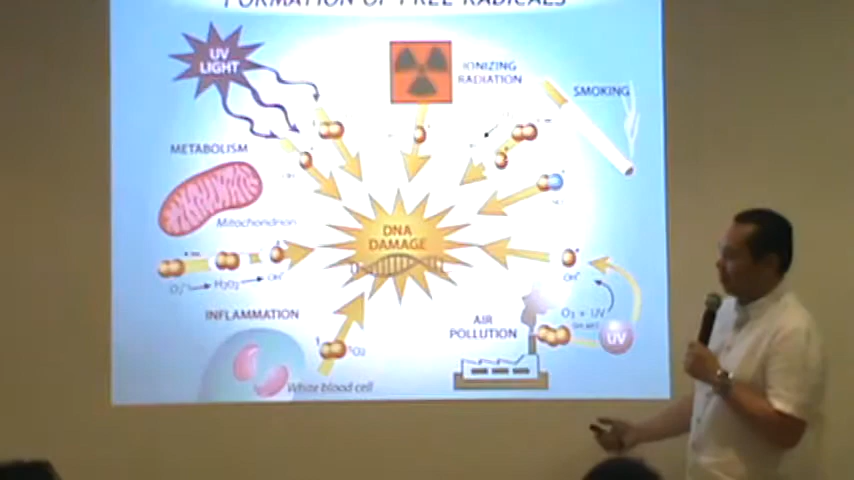 FORMATION OF FREE RADICALS
UV
LIGHT
IONIZING
RADIATION
SMOKING
METABOLISM
Mitochondrion
DNA
DAMAGE
H₂O₂
OH•
INFLAMMATION
¹O₂
White blood cell
AIR
POLLUTION
O₃ + UV
UV